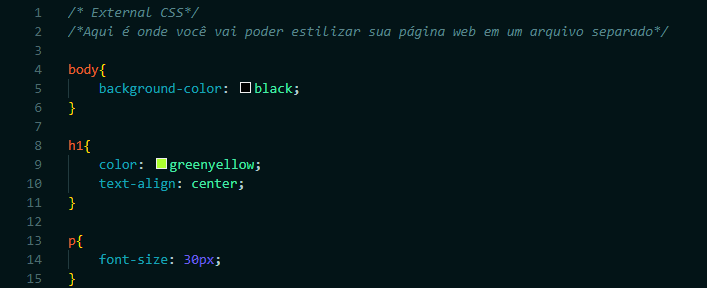 1 /* External CSS*/
2 /*Aqui é onde você vai poder estilizar sua página web em um arquivo separado*/
3
4 body{
5 background-color: black;
6 }
7
8 h1{
9 color: greenyellow;
10 text-align: center;
11 }
12
13 p{
14 font-size: 30px;
15 }